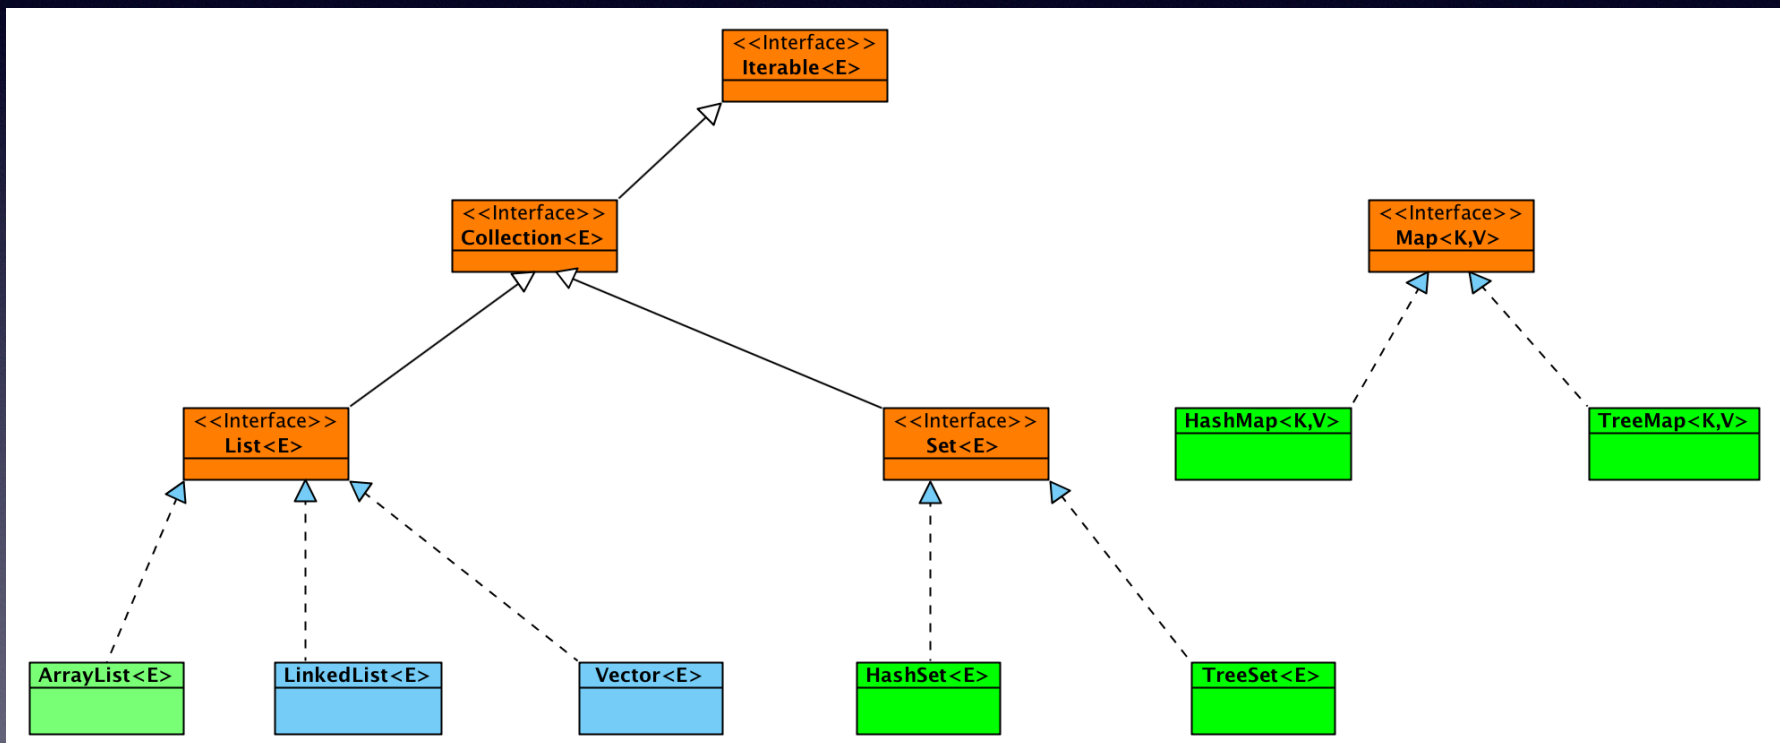 <<Interface>>
Iterable<E>
<<Interface>>
Collection<E>
<<Interface>>
Map<K,V>
<<Interface>>
List<E>
<<Interface>>
Set<E>
HashMap<K,V>
TreeMap<K,V>
ArrayList<E>
LinkedList<E>
Vector<E>
HashSet<E>
TreeSet<E>